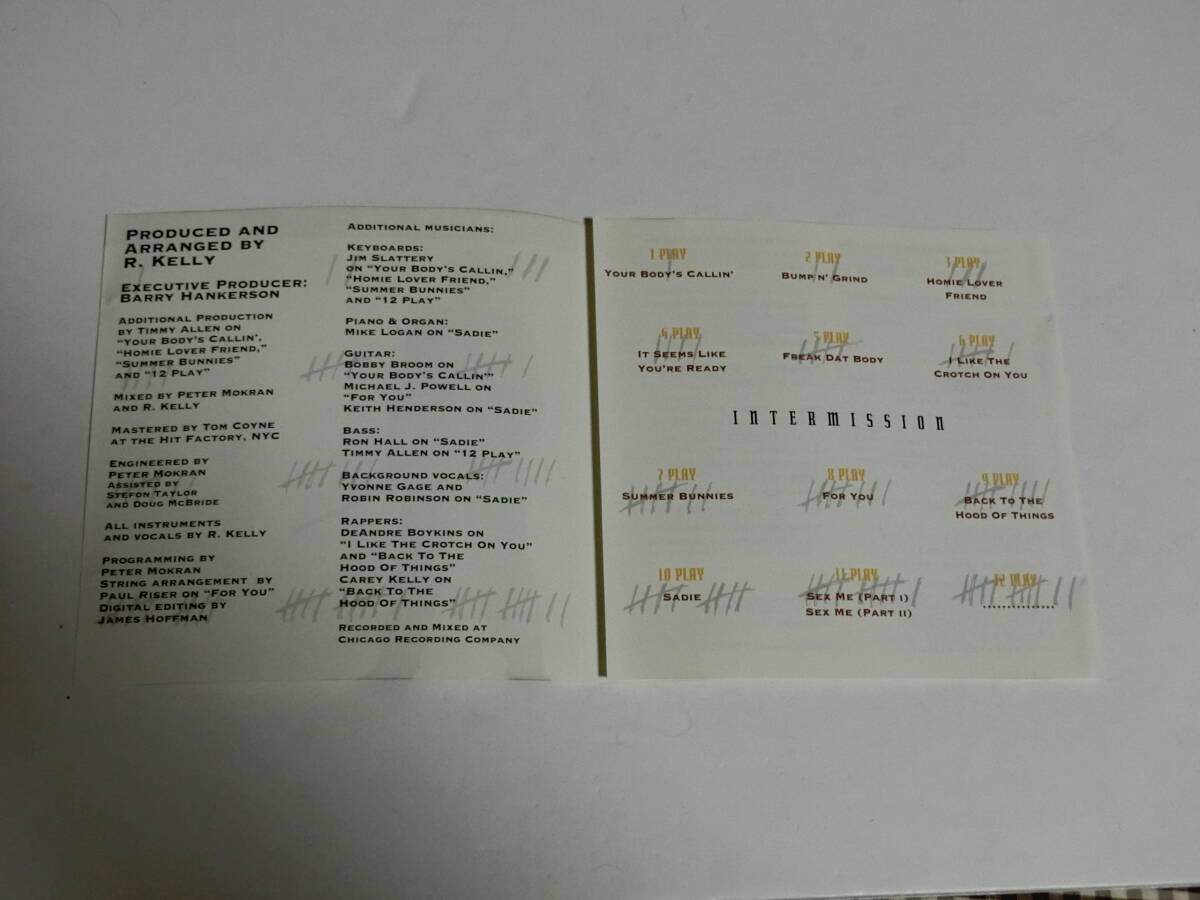 PRODUCED AND
ARRANGED BY
R. KELLY
EXECUTIVE PRODUCER:
BARRY HANKERSON
ADDITIONAL PRODUCTION
BY TIMMY ALLEN ON
"YOUR BODY'S CALLIN',
"HOMIE LOVER FRIEND,"
"SUMMER BUNNIES"
AND "12 PLAY"
MIXED BY PETER MOKRAN
AND R. KELLY
MASTERED BY TOM COYNE
AT THE HIT FACTORY, NYC
ENGINEERED BY
PETER MOKRAN
ASSISTED BY
STEFON TAYLOR
AND DOUG MCBRIDE
ALL INSTRUMENTS
AND VOCALS BY R. KELLY
PROGRAMMING BY
PETER MOKRAN
STRING ARRANGEMENT BY
PAUL RISER ON "FOR YOU"
DIGITAL EDITING BY
JAMES HOFFMAN
ADDITIONAL MUSICIANS:
KEYBOARDS:
JIM SLATTERY
ON "YOUR BODY'S CALLIN,"
"HOMIE LOVER FRIEND,"
"SUMMER BUNNIES"
AND "12 PLAY"
PIANO & ORGAN:
MIKE LOGAN ON "SADIE"
GUITAR:
BOBBY BROOM ON
"YOUR BODY'S CALLIN'"
MICHAEL J. POWELL ON
"FOR YOU"
KEITH HENDERSON ON "SADIE"
BASS:
RON HALL ON "SADIE"
TIMMY ALLEN ON "12 PLAY"
BACKGROUND VOCALS:
YVONNE GAGE AND
ROBIN ROBINSON ON "SADIE"
RAPPERS:
DEANDRE BOYKINS ON
"I LIKE THE CROTCH ON YOU"
AND "BACK TO THE
HOOD OF THINGS"
CAREY KELLY ON
"BACK TO THE
HOOD OF THINGS"
RECORDED AND MIXED AT
CHICAGO RECORDING COMPANY
1 PLAY
YOUR BODY'S CALLIN'
2 PLAY
BUMP N' GRIND
3 PLAY
HOMIE LOVER
FRIEND
4 PLAY
IT SEEMS LIKE
YOU'RE READY
5 PLAY
FREAK DAT BODY
6 PLAY
I LIKE THE
CROTCH ON YOU
INTERMISSION
7 PLAY
SUMMER BUNNIES
8 PLAY
FOR YOU
9 PLAY
BACK TO THE
HOOD OF THINGS
10 PLAY
SADIE
11 PLAY
SEX ME (PART I)
SEX ME (PART II)
12 PLAY
...............